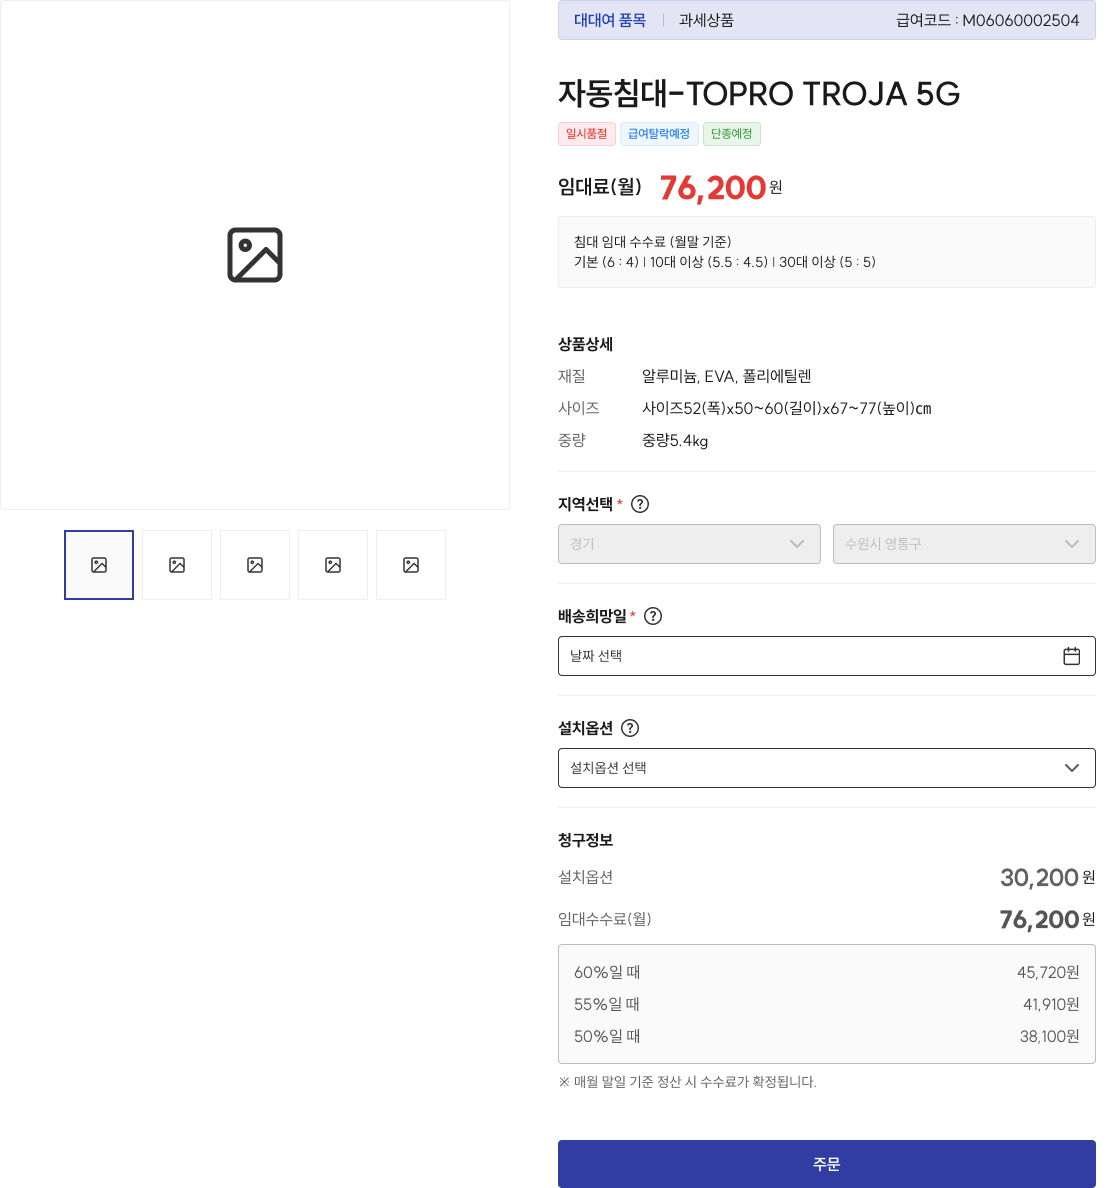 대대여 품목 | 과세상품 급여코드 : M06060002504
자동침대-TOPRO TROJA 5G
일시품절 급여탈락예정 단종예정
임대료(월) 76,200 원
침대 임대 수수료 (월말 기준)
기본 (6 : 4) | 10대 이상 (5.5 : 4.5) | 30대 이상 (5 : 5)
상품상세
재질 알루미늄, EVA, 폴리에틸렌
사이즈 사이즈52(폭)x50~60(길이)x67~77(높이)㎝
중량 중량5.4kg
지역선택 *
경기 수원시 영통구
배송희망일 *
날짜 선택
설치옵션
설치옵션 선택
청구정보
설치옵션 30,200 원
임대수수료(월) 76,200 원
60%일 때 45,720원
55%일 때 41,910원
50%일 때 38,100원
※ 매월 말일 기준 정산 시 수수료가 확정됩니다.
주문